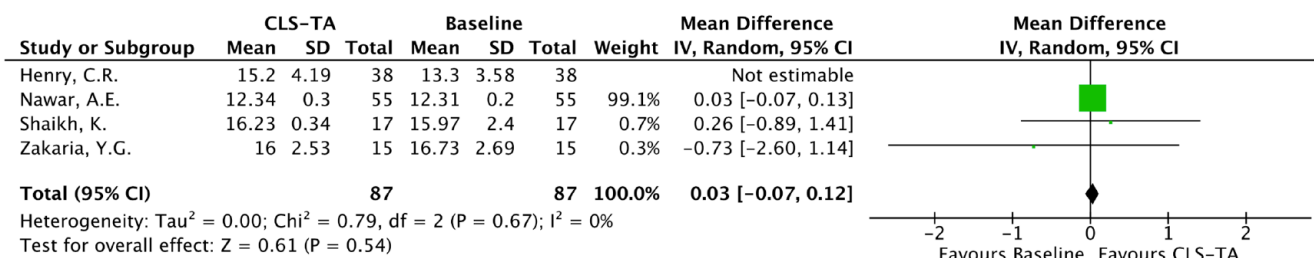 CLS-TA Baseline Mean Difference Mean Difference
Study or Subgroup Mean SD Total Mean SD Total Weight IV, Random, 95% CI IV, Random, 95% CI
Henry, C.R. 15.2 4.19 38 13.3 3.58 38 Not estimable
Nawar, A.E. 12.34 0.3 55 12.31 0.2 55 99.1% 0.03 [-0.07, 0.13]
Shaikh, K. 16.23 0.34 17 15.97 2.4 17 0.7% 0.26 [-0.89, 1.41]
Zakaria, Y.G. 16 2.53 15 16.73 2.69 15 0.3% -0.73 [-2.60, 1.14]
Total (95% CI) 87 87 100.0% 0.03 [-0.07, 0.12]
Heterogeneity: Tau² = 0.00; Chi² = 0.79, df = 2 (P = 0.67); I² = 0%
Test for overall effect: Z = 0.61 (P = 0.54)
-2 -1 0 1 2
Favours Baseline Favours CLS-TA